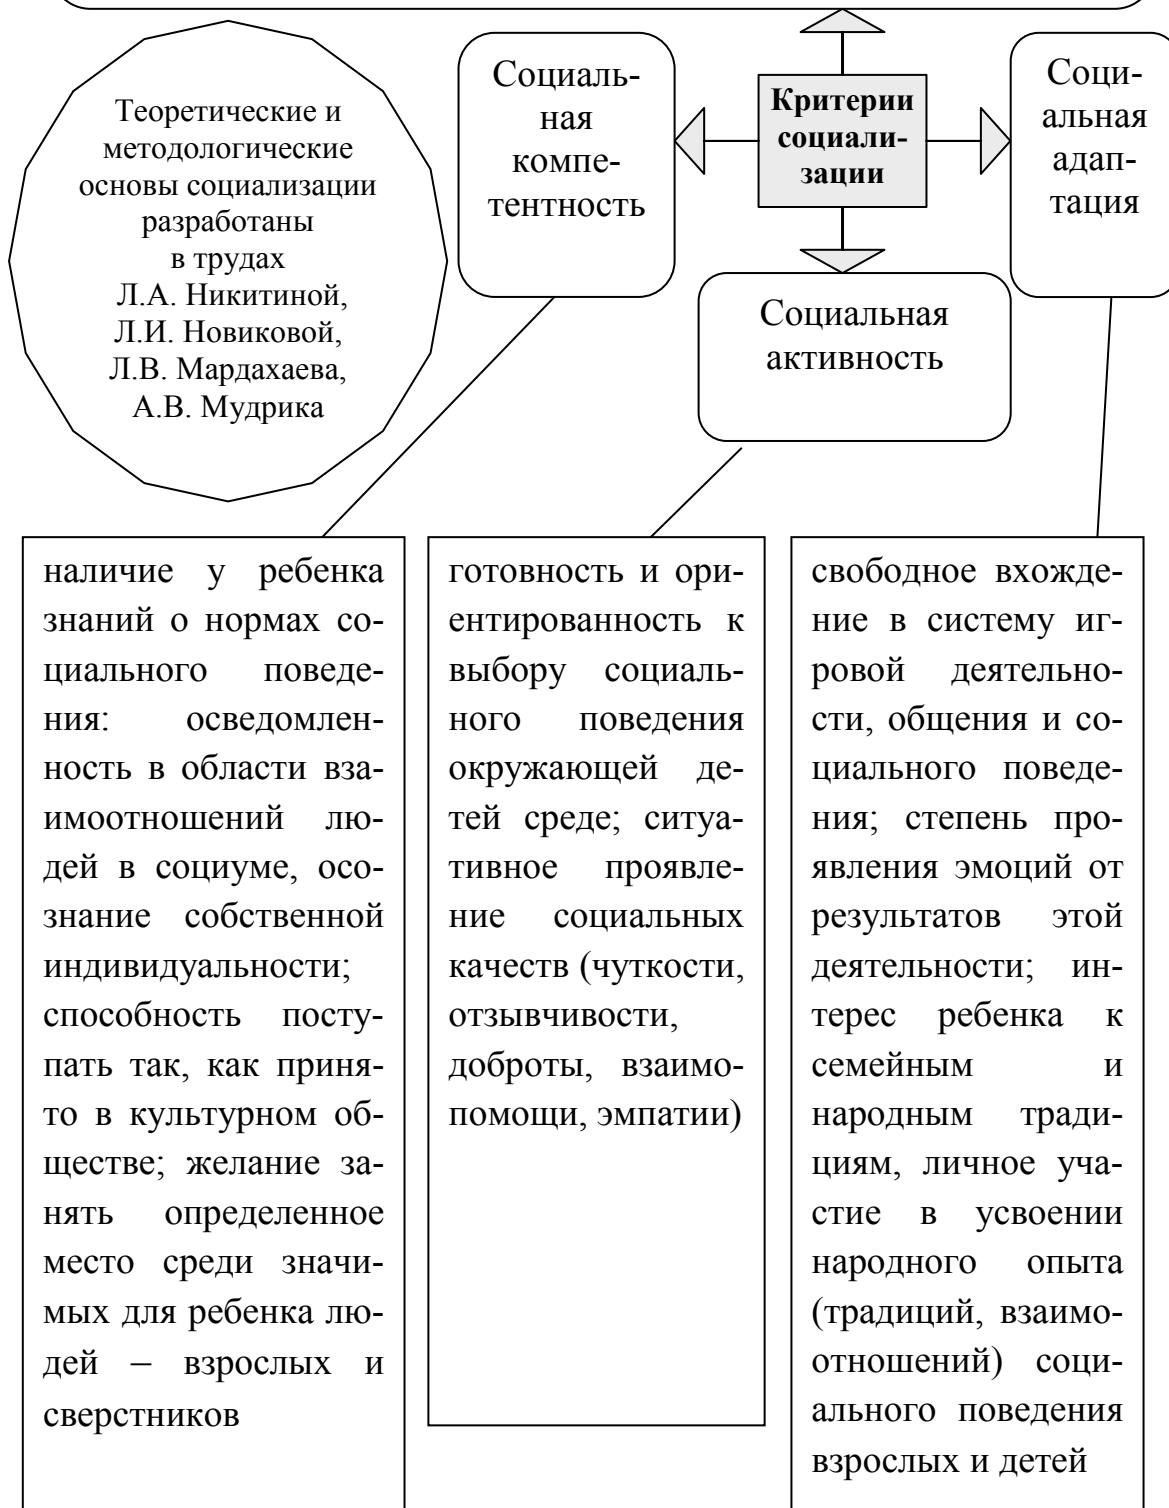 Теоретические и
методологические
основы социализации
разработаны
в трудах
Л.А. Никитиной,
Л.И. Новиковой,
Л.В. Мардахаева,
А.В. Мудрика
Социаль-
ная
компе-
тентность
Критерии
социали-
зации
Соци-
альная
адап-
тация
Социальная
активность
наличие у ребенка
знаний о нормах со-
циального поведе-
ния: осведомлен-
ность в области вза-
имоотношений лю-
дей в социуме, осо-
знание собственной
индивидуальности;
способность посту-
пать так, как приня-
то в культурном об-
ществе; желание за-
нять определенное
место среди значи-
мых для ребенка лю-
дей – взрослых и
сверстников
готовность и ори-
ентированность к
выбору социаль-
ного поведения
окружающей де-
тей среде; ситуа-
тивное проявле-
ние социальных
качеств (чуткости,
отзывчивости,
доброты, взаимо-
помощи, эмпатии)
свободное вхожде-
ние в систему иг-
ровой деятельно-
сти, общения и со-
циального поведе-
ния; степень про-
явления эмоций от
результатов этой
деятельности; ин-
терес ребенка к
семейным и
народным тради-
циям, личное уча-
стие в усвоении
народного опыта
(традиций, взаимо-
отношений) соци-
ального поведения
взрослых и детей